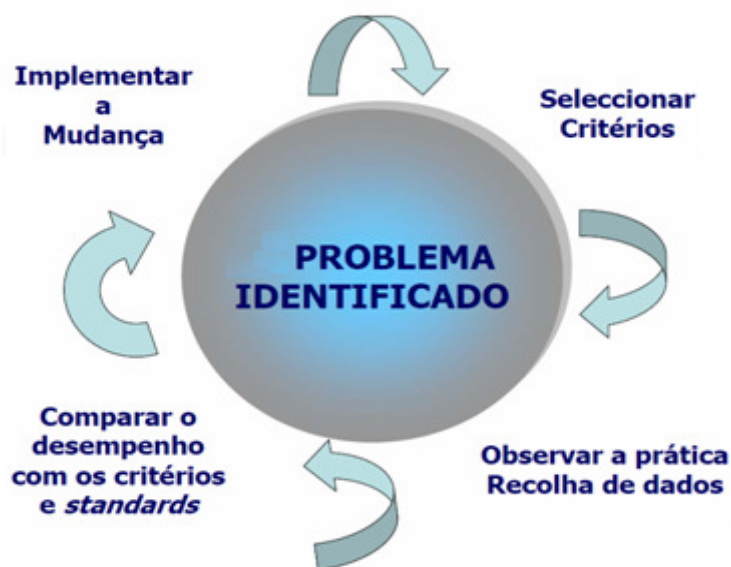 Implementar
a
Mudança
Seleccionar
Critérios
PROBLEMA
IDENTIFICADO
Comparar o
desempenho
com os critérios
e standards
Observar a prática
Recolha de dados